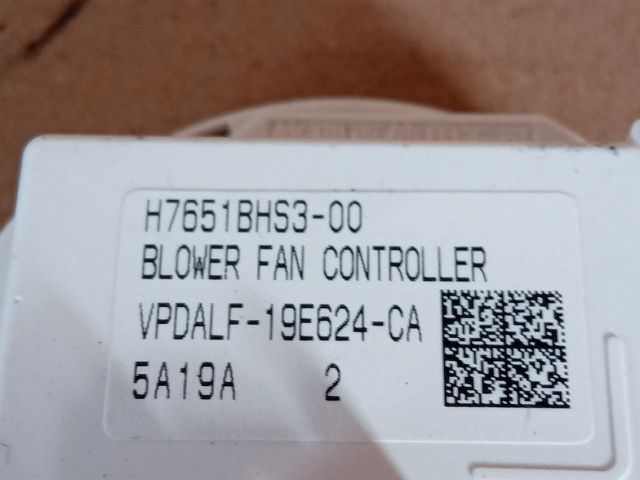 H7651BHS3-00
BLOWER FAN CONTROLLER
VPDALF-19E624-CA
5A19A 2